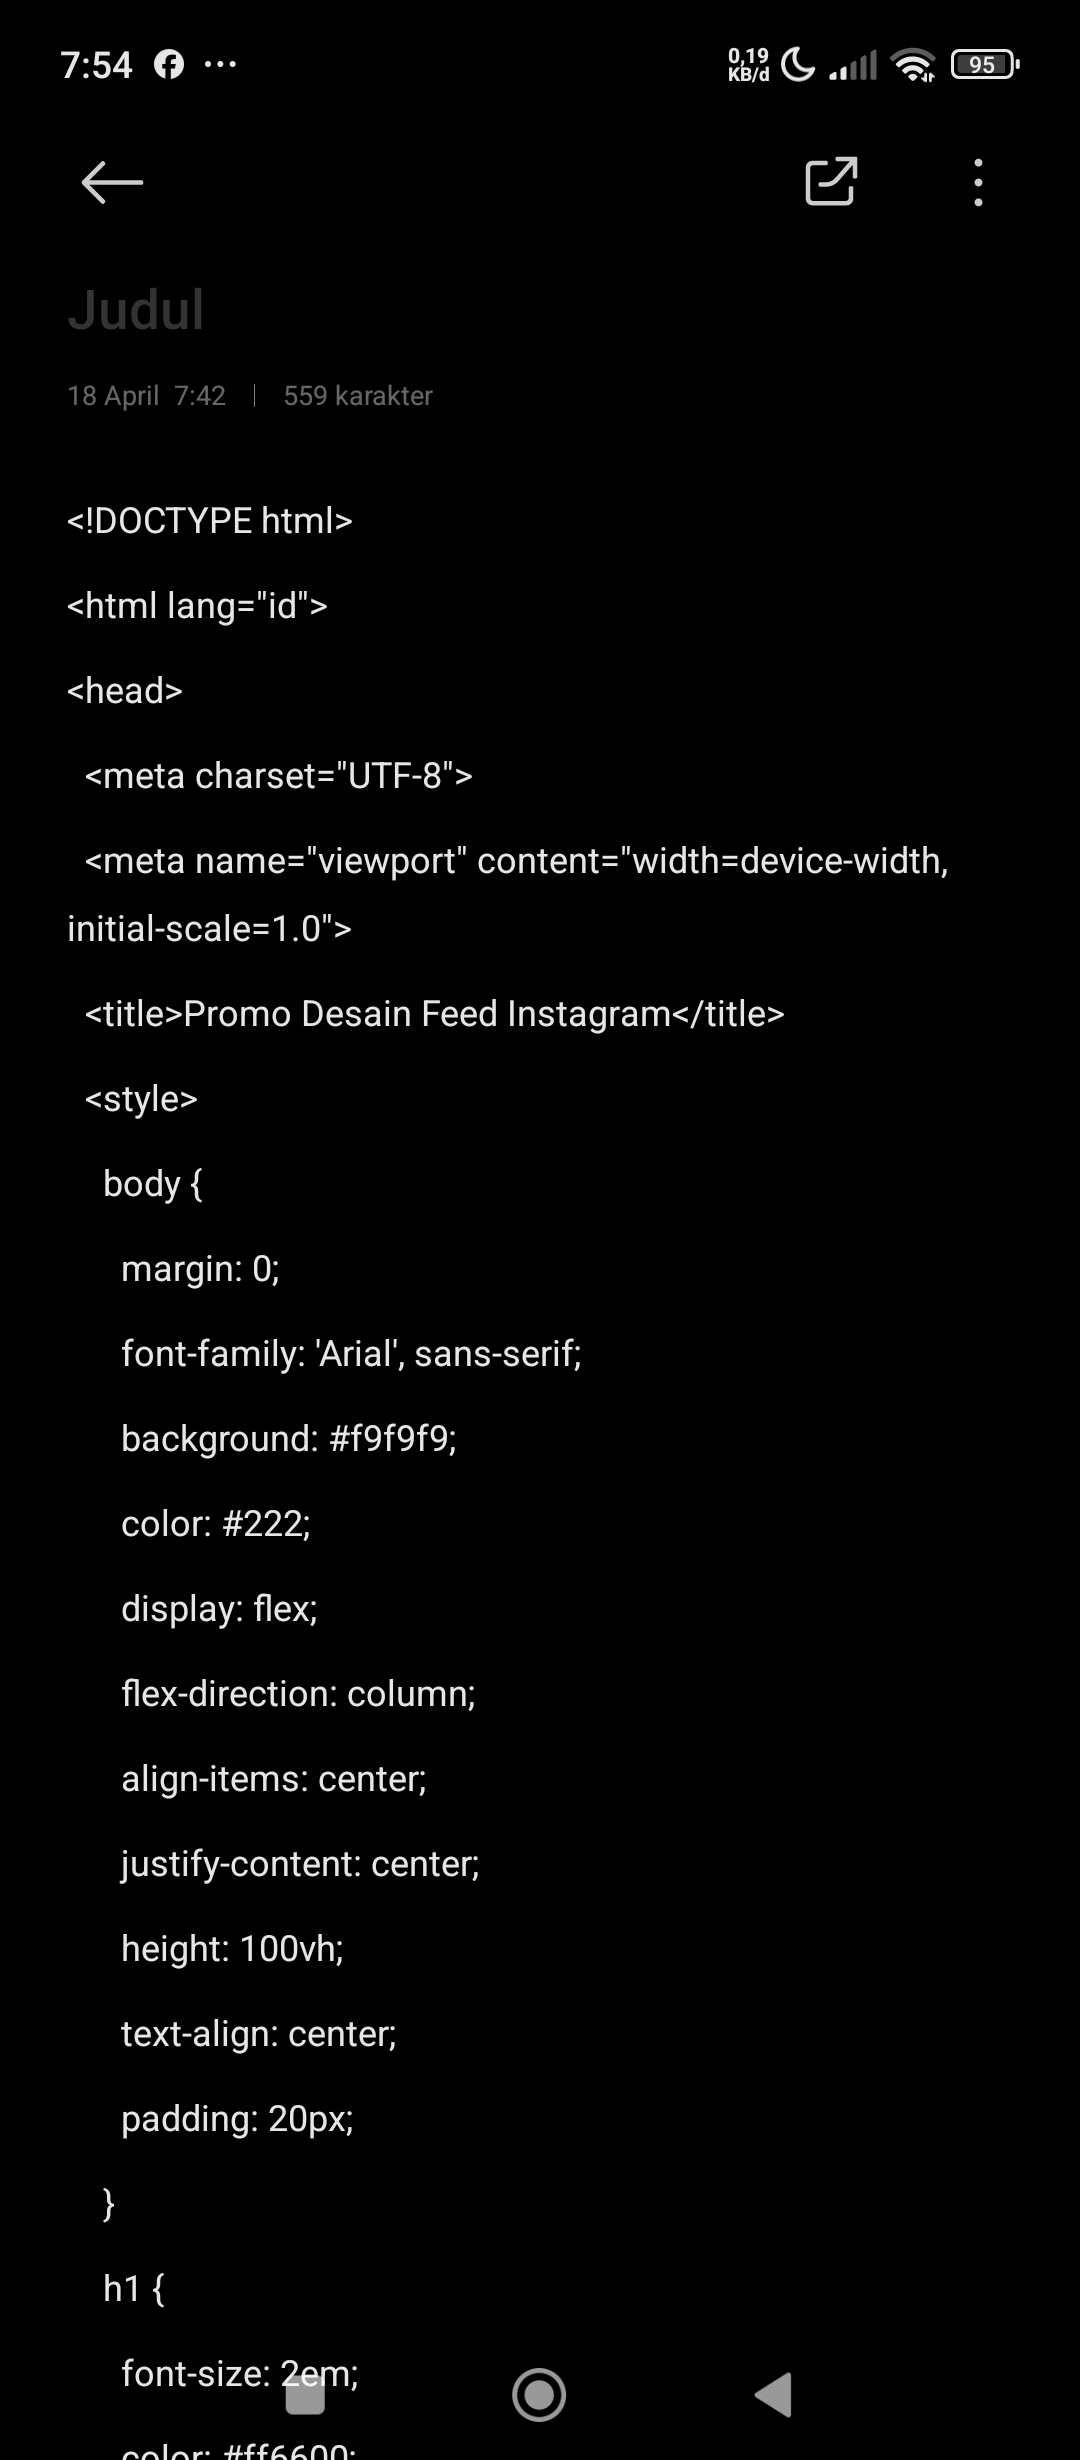 7:54
0,19
KB/d
95
Judul
18 April 7:42 | 559 karakter
<!DOCTYPE html>
<html lang="id">
<head>
<meta charset="UTF-8">
<meta name="viewport" content="width=device-width,
initial-scale=1.0">
<title>Promo Desain Feed Instagram</title>
<style>
body {
margin: 0;
font-family: 'Arial', sans-serif;
background: #f9f9f9;
color: #222;
display: flex;
flex-direction: column;
align-items: center;
justify-content: center;
height: 100vh;
text-align: center;
padding: 20px;
}
h1 {
font-size: 2em;
color: #ff6600;